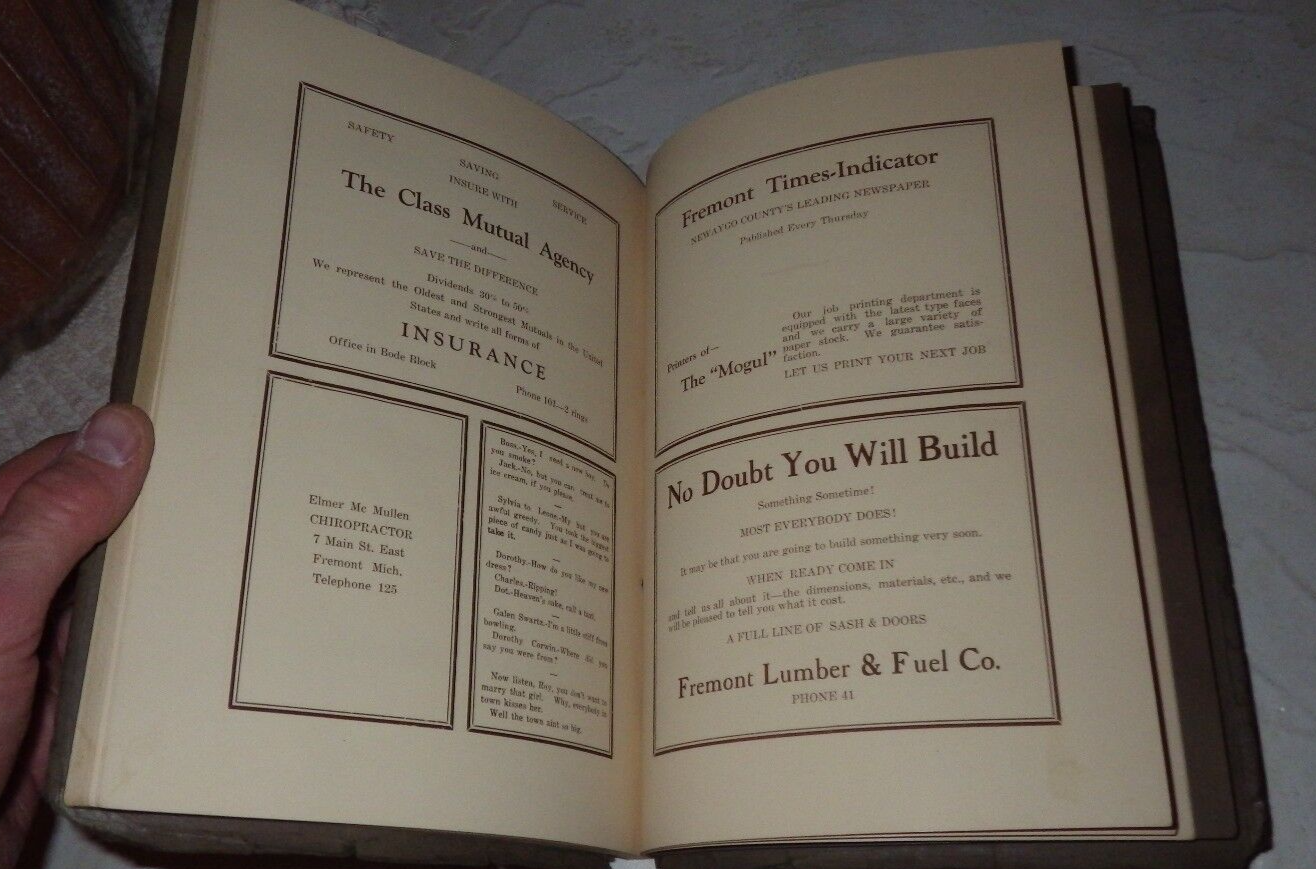 SAFETY
SAVING
INSURE WITH
SERVICE
The Class Mutual Agency
—and—
SAVE THE DIFFERENCE
Dividends 20% to 50%
We represent the Oldest and Strongest Mutuals in the United
States and write all forms of
INSURANCE
Office in Bode Block
Phone 161—2 rings
Elmer Mc Mullen
CHIROPRACTOR
7 Main St. East
Fremont Mich.
Telephone 125
Boss.-Yes, I need a new boy. Do
you smoke?
Jack.-No, but you can treat me to
ice cream, if you please.
Sylvia to Leone-My but you are
awful greedy. You took the biggest
piece of candy just as I was going to
take it.
Dorothy.-How do you like my new
dress?
Charles.-Ripping!
Dot.-Heaven's sake, call a taxi.
Galen Swartz.-I'm a little stiff from
bowling.
Dorothy Corwin.-Where did you
say you were from?
Now listen, Roy, you don't want to
marry that girl. Why, everybody in
town kisses her.
Well the town aint so big.
Fremont Times-Indicator
NEWAYGO COUNTY'S LEADING NEWSPAPER
Published Every Thursday
Printers of—
The "Mogul"
Our job printing department is
equipped with the latest type faces
and we carry a large variety of
paper stock. We guarantee satis-
faction.
LET US PRINT YOUR NEXT JOB
No Doubt You Will Build
Something Sometime!
MOST EVERYBODY DOES!
It may be that you are going to build something very soon.
WHEN READY COME IN
and tell us all about it—the dimensions, materials, etc., and we
will be pleased to tell you what it cost.
A FULL LINE OF SASH & DOORS
Fremont Lumber & Fuel Co.
PHONE 41